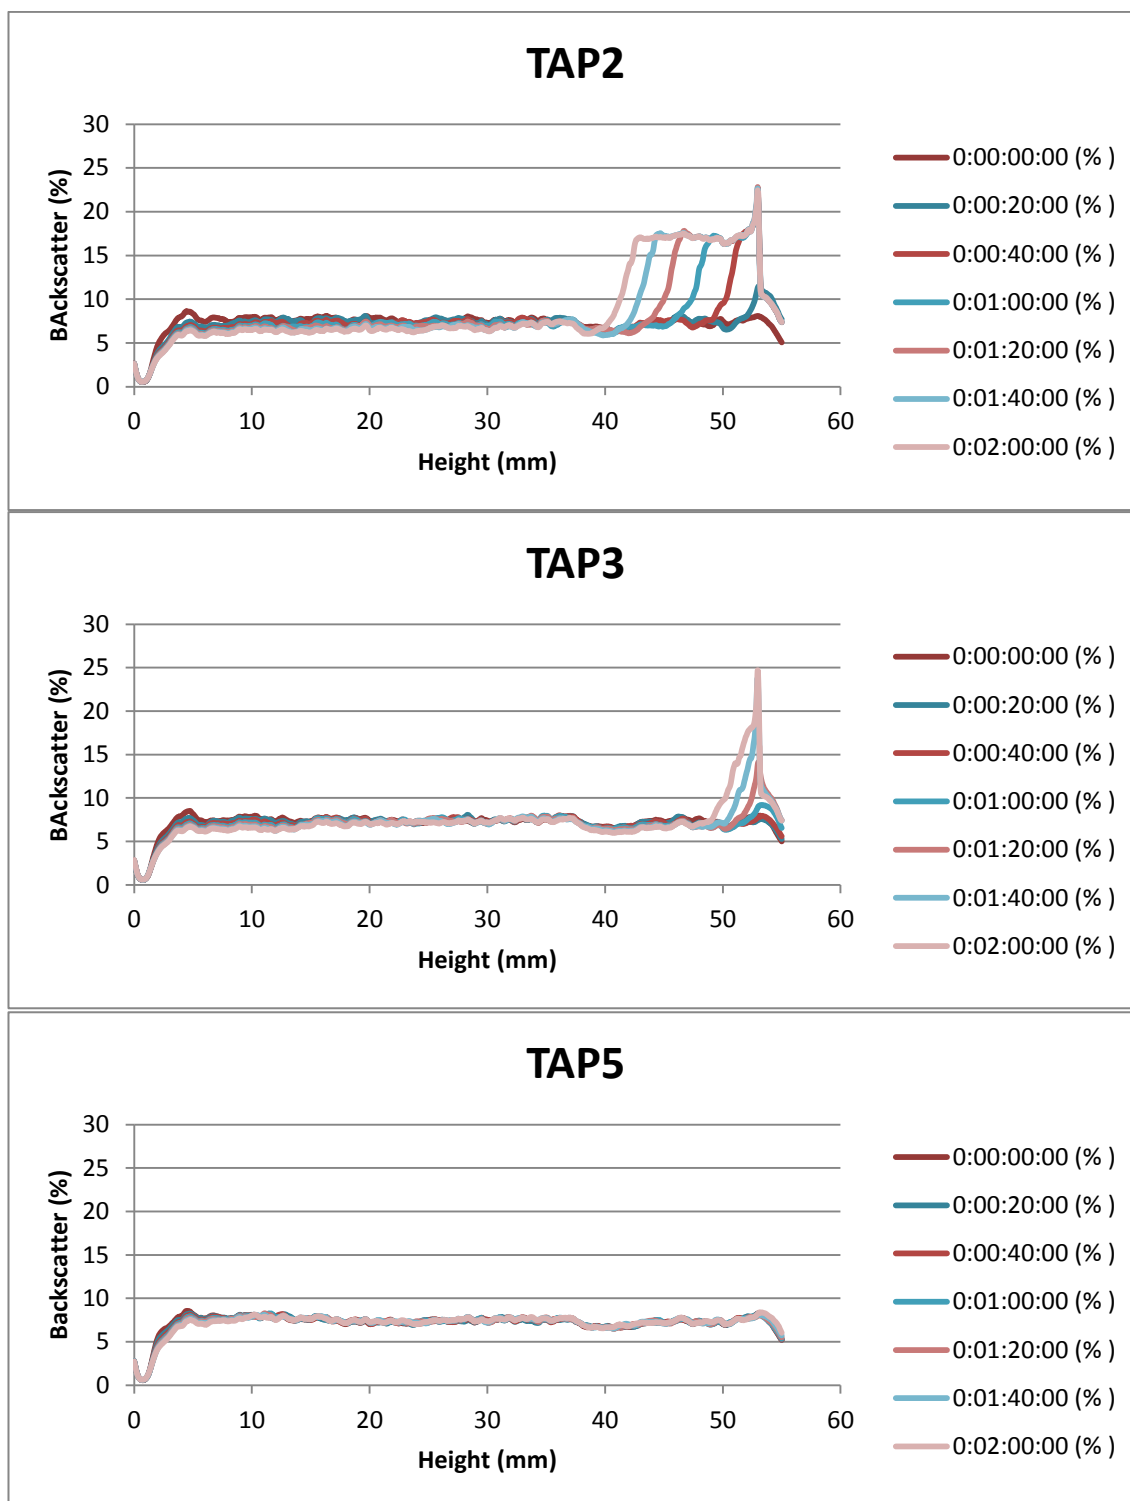 TAP2
30
25
20
15
10
5
0
BAckscatter (%)
0 10 20 30 40 50 60
Height (mm)
0:00:00:00 (% )
0:00:20:00 (% )
0:00:40:00 (% )
0:01:00:00 (% )
0:01:20:00 (% )
0:01:40:00 (% )
0:02:00:00 (% )
TAP3
30
25
20
15
10
5
0
BAckscatter (%)
0 10 20 30 40 50 60
Height (mm)
0:00:00:00 (% )
0:00:20:00 (% )
0:00:40:00 (% )
0:01:00:00 (% )
0:01:20:00 (% )
0:01:40:00 (% )
0:02:00:00 (% )
TAP5
30
25
20
15
10
5
0
Backscatter (%)
0 10 20 30 40 50 60
Height (mm)
0:00:00:00 (% )
0:00:20:00 (% )
0:00:40:00 (% )
0:01:00:00 (% )
0:01:20:00 (% )
0:01:40:00 (% )
0:02:00:00 (% )